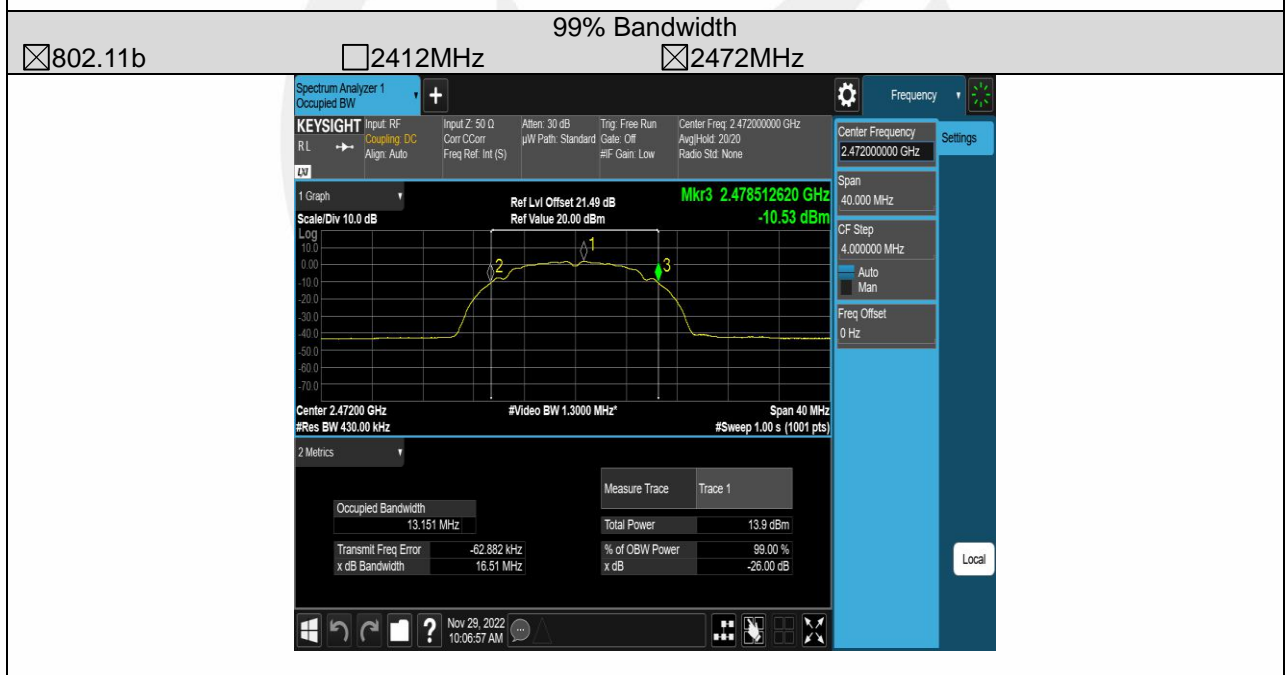 99% Bandwidth
☒802.11b ☐2412MHz ☒2472MHz
Spectrum Analyzer 1
Occupied BW
+
Frequency
KEYSIGHT Input: RF Input Z: 50 Ω Atten: 30 dB Trig: Free Run Center Freq: 2.472000000 GHz
RL Coupling: DC Corr CCorr µW Path: Standard Gate: Off Avg|Hold: 20/20
Align: Auto Freq Ref: Int (S) #IF Gain: Low Radio Std: None
LXI
1 Graph
Ref Lvl Offset 21.49 dB
Mkr3 2.478512620 GHz
Scale/Div 10.0 dB Ref Value 20.00 dBm -10.53 dBm
Log
10.0
0.00
-10.0
-20.0
-30.0
-40.0
-50.0
-60.0
-70.0
1
2
3
Center 2.47200 GHz #Video BW 1.3000 MHz* Span 40 MHz
#Res BW 430.00 kHz #Sweep 1.00 s (1001 pts)
2 Metrics
Measure Trace Trace 1
Occupied Bandwidth
13.151 MHz
Total Power 13.9 dBm
Transmit Freq Error -62.882 kHz % of OBW Power 99.00 %
x dB Bandwidth 16.51 MHz x dB -26.00 dB
Center Frequency
2.472000000 GHz
Settings
Span
40.000 MHz
CF Step
4.000000 MHz
Auto
Man
Freq Offset
0 Hz
Local
?
Nov 29, 2022
10:06:57 AM